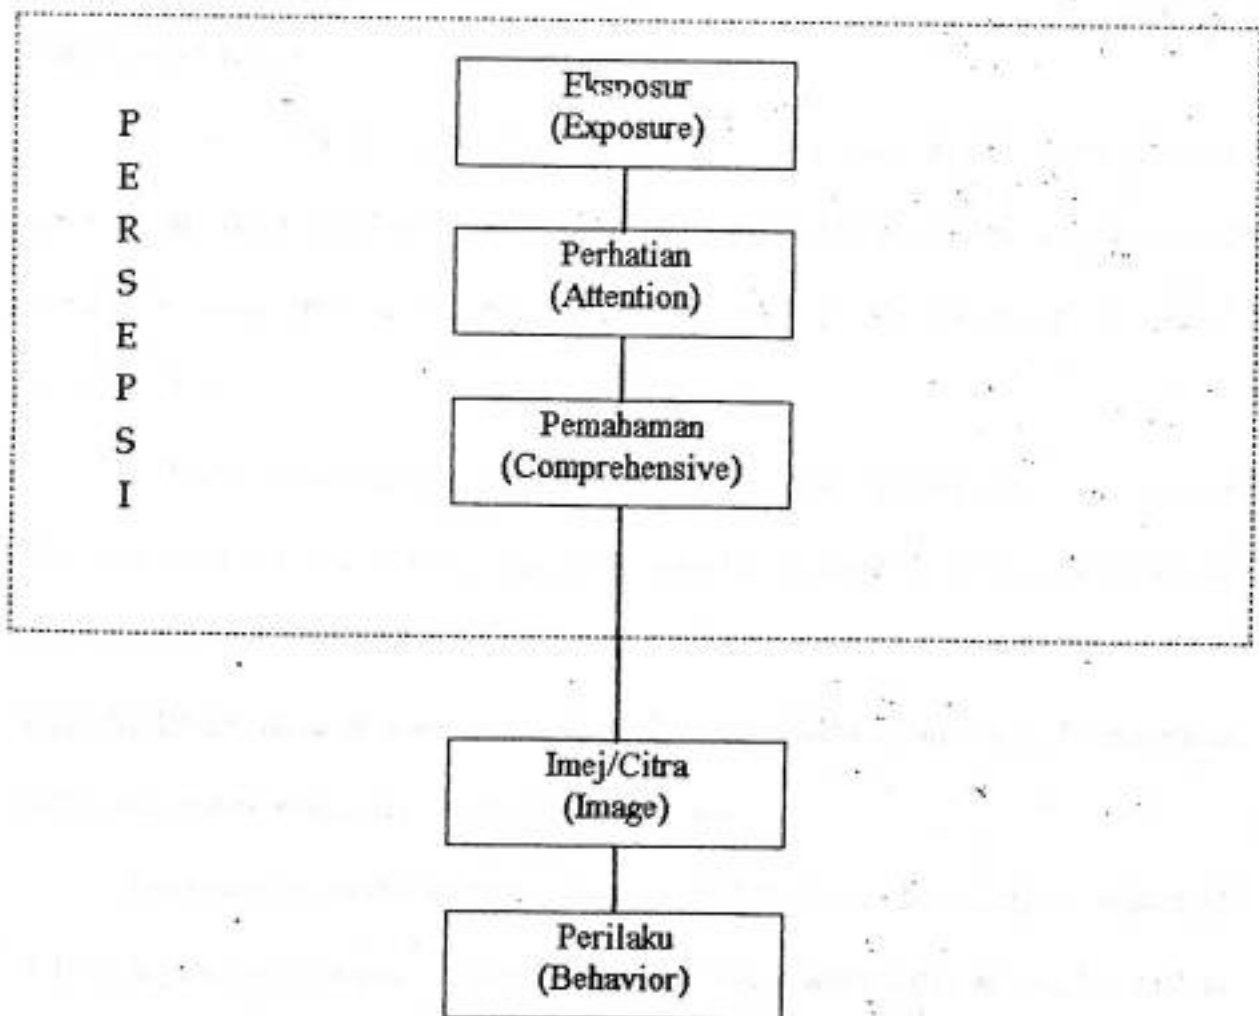 P
E
R
S
E
P
S
I
Eksposur
(Exposure)
Perhatian
(Attention)
Pemahaman
(Comprehensive)
Imej/Citra
(Image)
Perilaku
(Behavior)